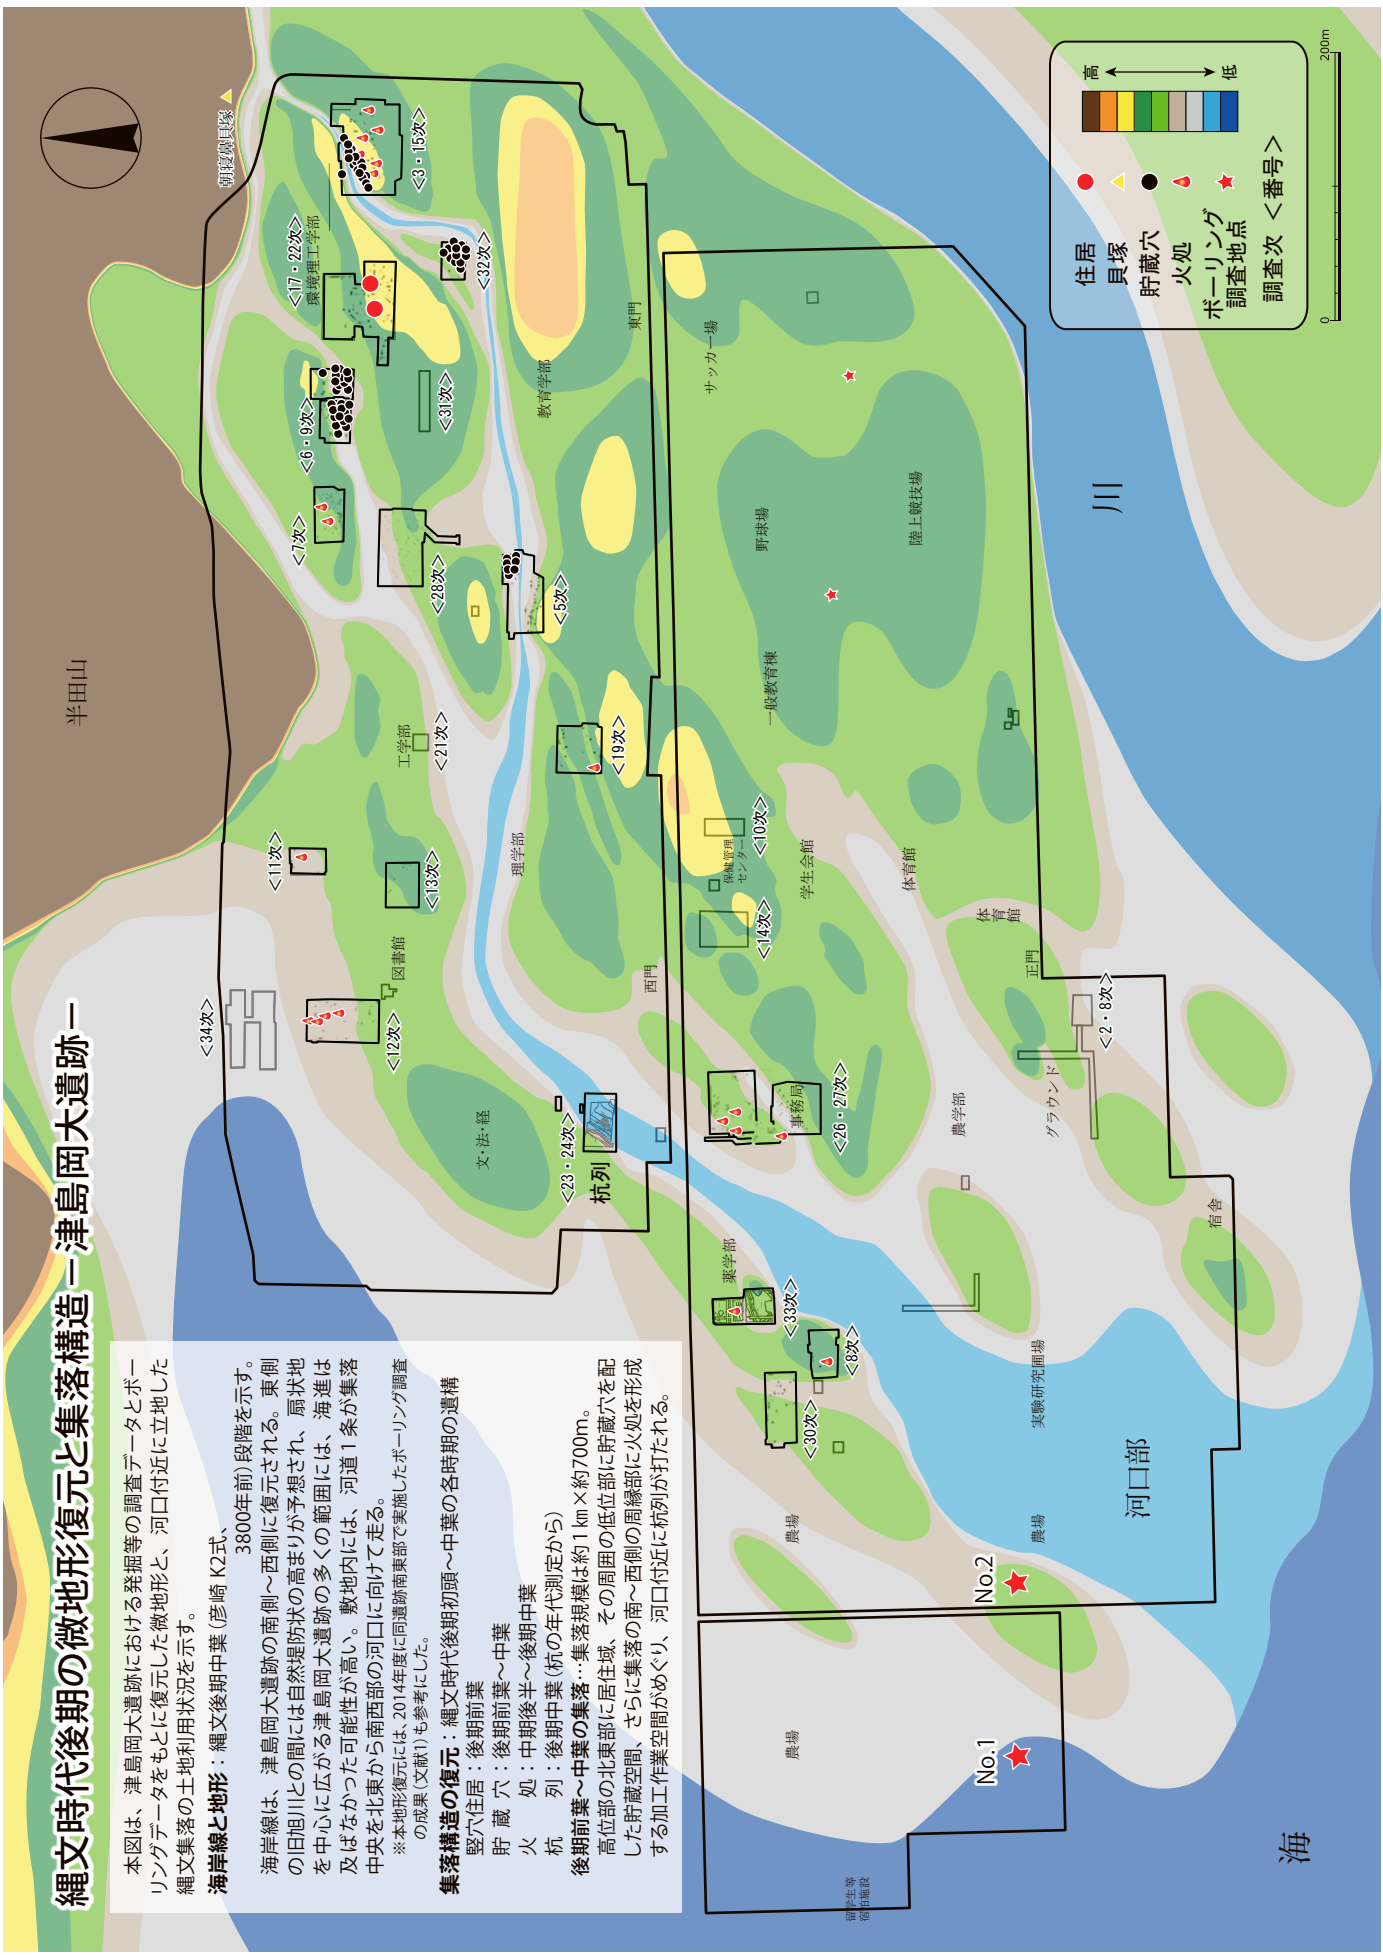 縄文時代後期の微地形復元と集落構造－津島岡大遺跡－
本図は、津島岡大遺跡における発掘等の調査データとボー
リングデータをもとに復元した微地形と、河口付近に立地した
縄文集落の土地利用状況を示す。
海岸線と地形：縄文後期中葉（彦崎 K2式、
3800年前）段階を示す。
海岸線は、津島岡大遺跡の南側～西側に復元される。東側
の旧旭川との間には自然堤防状の高まりが予想され、扇状地
を中心に広がる津島岡大遺跡の多くの範囲には、海進は
及ばなかった可能性が高い。敷地内には、河道1条が集落
中央を北東から南西部の河口に向けて走る。
※本地形復元には、2014年度に同遺跡南東部で実施したボーリング調査
の成果（文献1）も参考にした。
集落構造の復元：縄文時代後期初頭～中葉の各時期の遺構
竪穴住居：後期前葉
貯蔵穴：後期前葉～中葉
火処：中期後半～後期中葉
杭列：後期中葉（杭の年代測定から）
後期前葉～中葉の集落…集落規模は約1㎞×約700m。
高位部の北東部に居住域、その周囲の低位部に貯蔵穴を配
した貯蔵空間、さらに集落の南～西側の周縁部に火処を形成
する加工作業空間がめぐり、河口付近に杭列が打たれる。
半田山
朝寝鼻貝塚
<3・15次>
<17・22次>
環境理工学部
<32次>
<6・9次>
<31次>
<7次>
<28次>
<5次>
教育学部
東門
工学部
<21次>
<19次>
<11次>
<13次>
理学部
図書館
<34次>
<12次>
文・法・経
<23・24次>
杭列
西門
サッカー場
野球場
陸上競技場
一般教育棟
<10次>
保健管理
センター
<14次>
学生会館
体育館
体
育
館
正門
<2・8次>
グラウンド
農学部
事務局
<26・27次>
薬学部
<33次>
<8次>
<30次>
宿舎
実験研究圃場
河口部
農場
農場
農場
No.2
No.1
留学生等
宿泊施設
海
川
高
低
住居
貝塚
貯蔵穴
火処
ボーリング
調査地点
調査次＜番号＞
0
200m